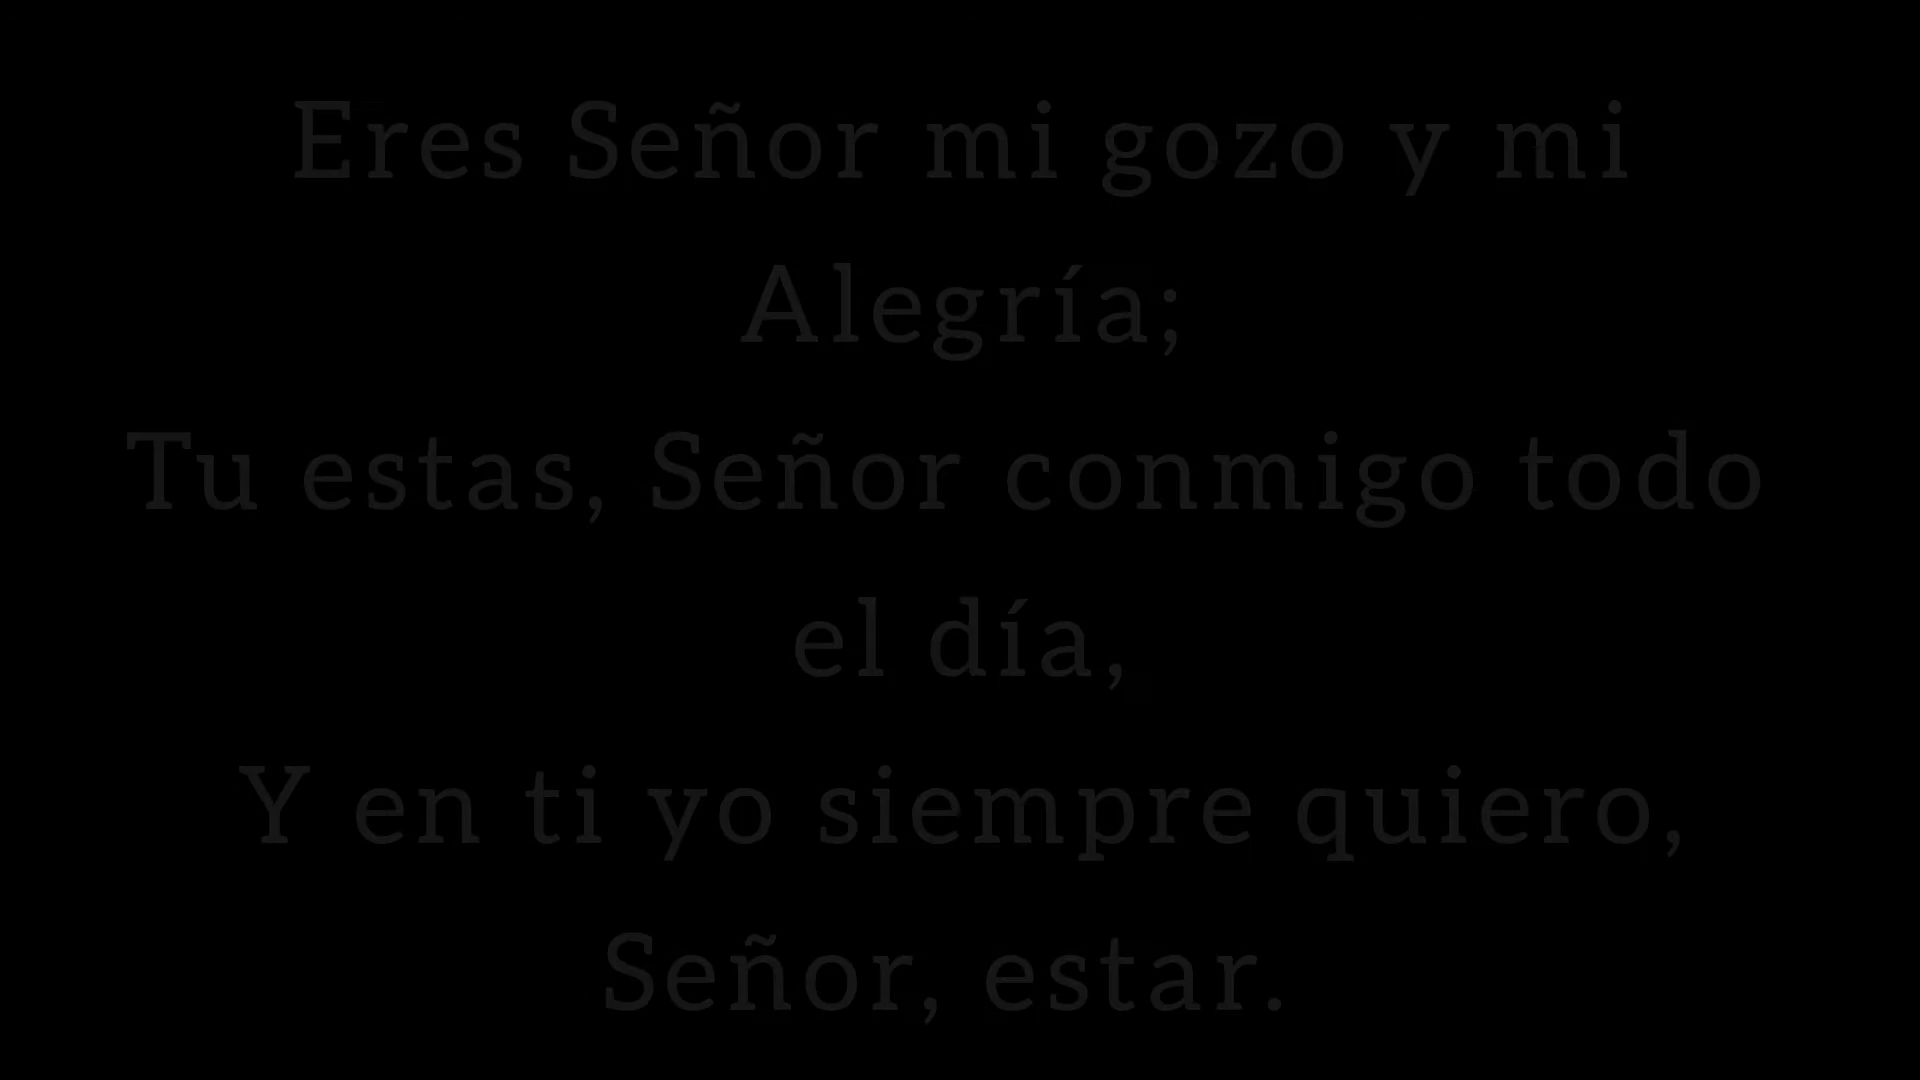 Eres Señor mi gozo y mi
Alegría;
Tu estas, Señor conmigo todo
el día,
Y en ti yo siempre quiero,
Señor, estar.